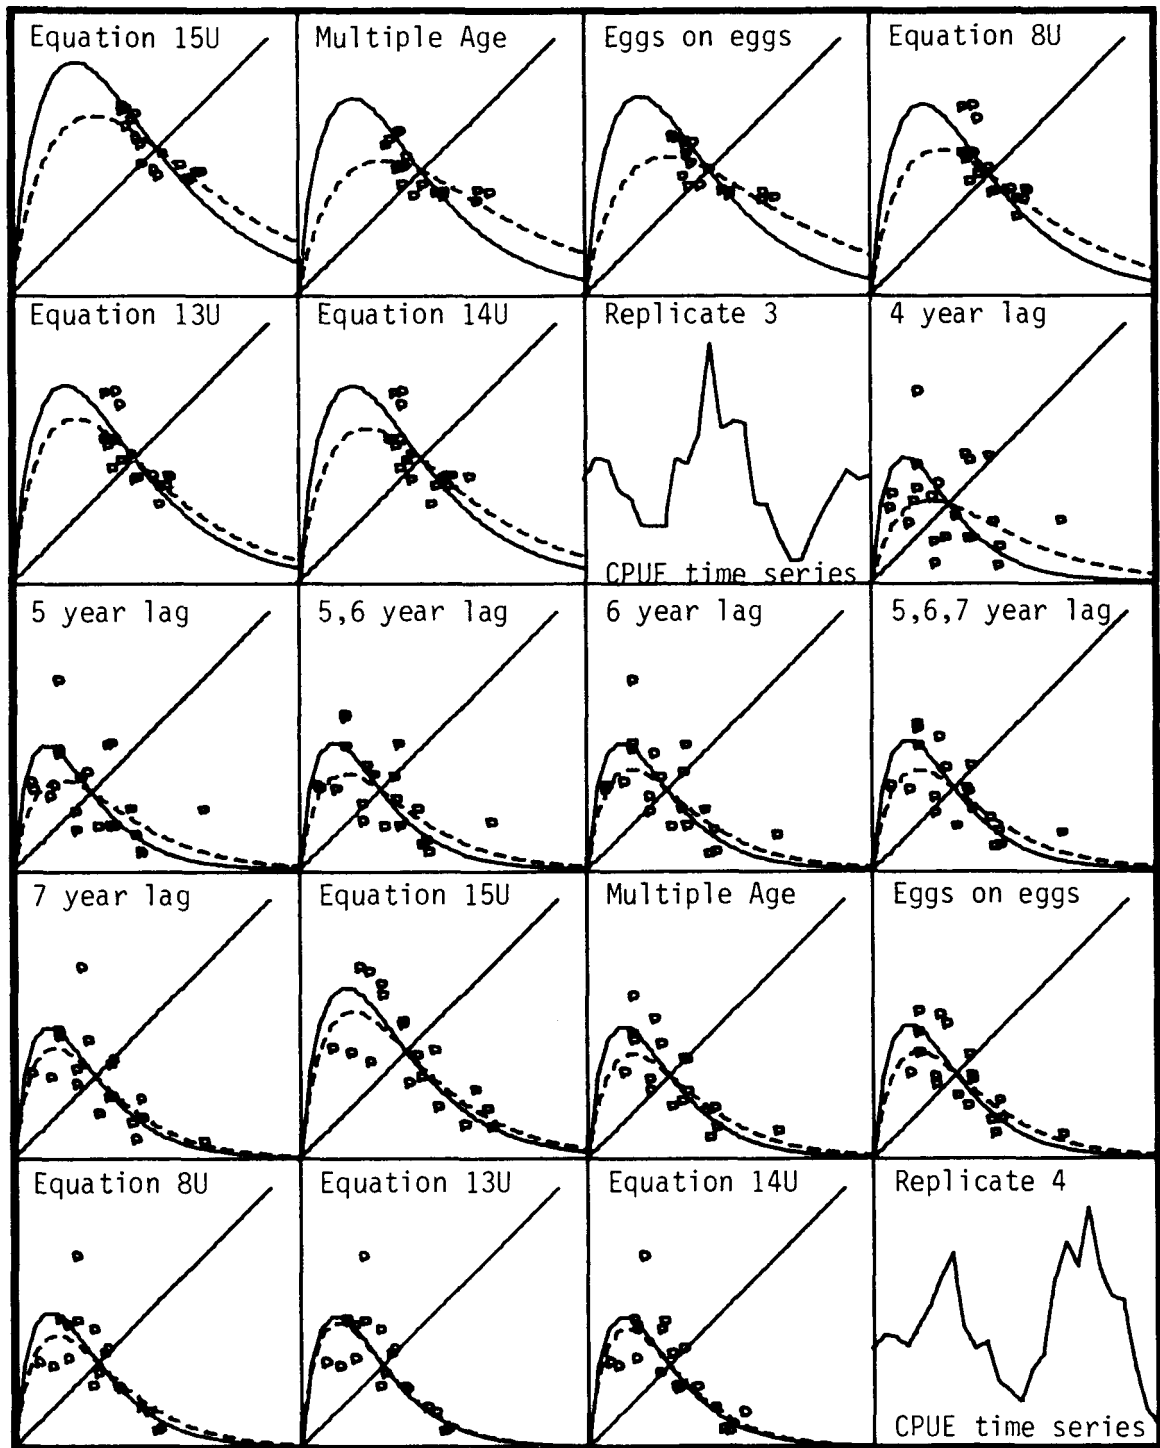 Equation 15U
Multiple Age
Eggs on eggs
Equation 8U
Equation 13U
Equation 14U
Replicate 3
CPUE time series
4 year lag
5 year lag
5,6 year lag
6 year lag
5,6,7 year lag
7 year lag
Equation 15U
Multiple Age
Eggs on eggs
Equation 8U
Equation 13U
Equation 14U
Replicate 4
CPUE time series